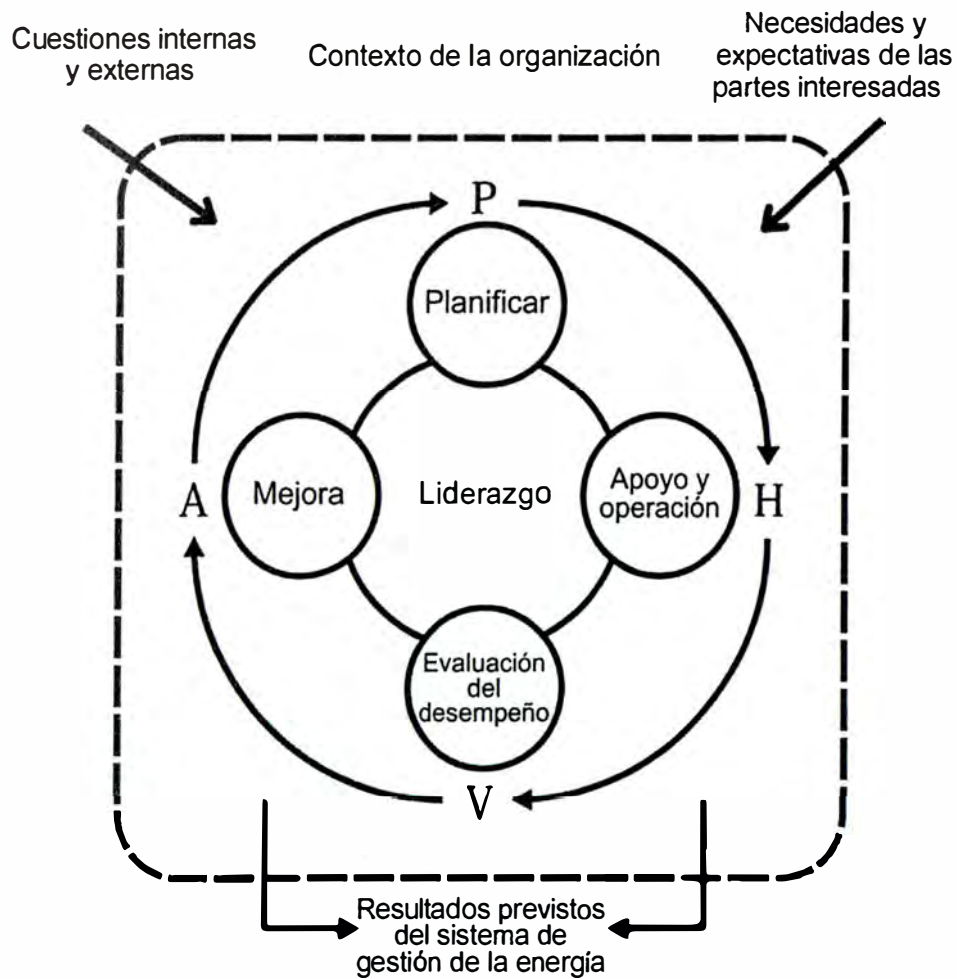 Cuestiones internas
y externas
Contexto de la organización
Necesidades y
expectativas de las
partes interesadas
P
Planificar
A
Mejora
Liderazgo
Apoyo y
operación
H
Evaluación
del
desempeño
V
Resultados previstos
del sistema de
gestión de la energía